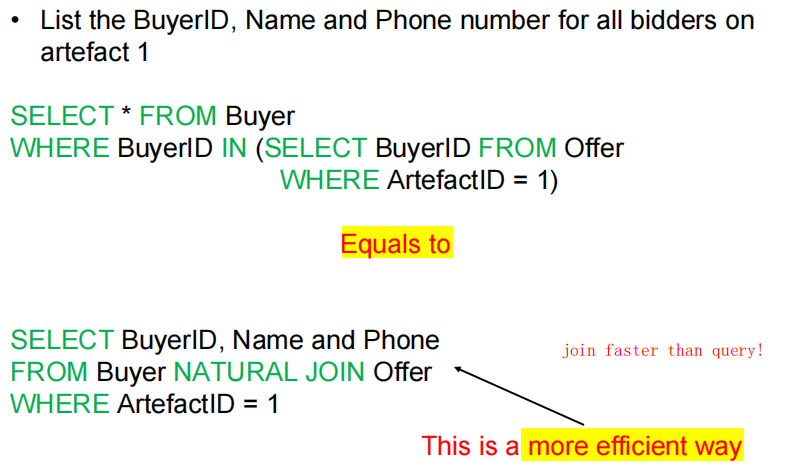 • List the BuyerID, Name and Phone number for all bidders on
artefact 1
SELECT * FROM Buyer
WHERE BuyerID IN (SELECT BuyerID FROM Offer
WHERE ArtefactID = 1)
Equals to
SELECT BuyerID, Name and Phone
FROM Buyer NATURAL JOIN Offer
WHERE ArtefactID = 1
join faster than query!
This is a more efficient way